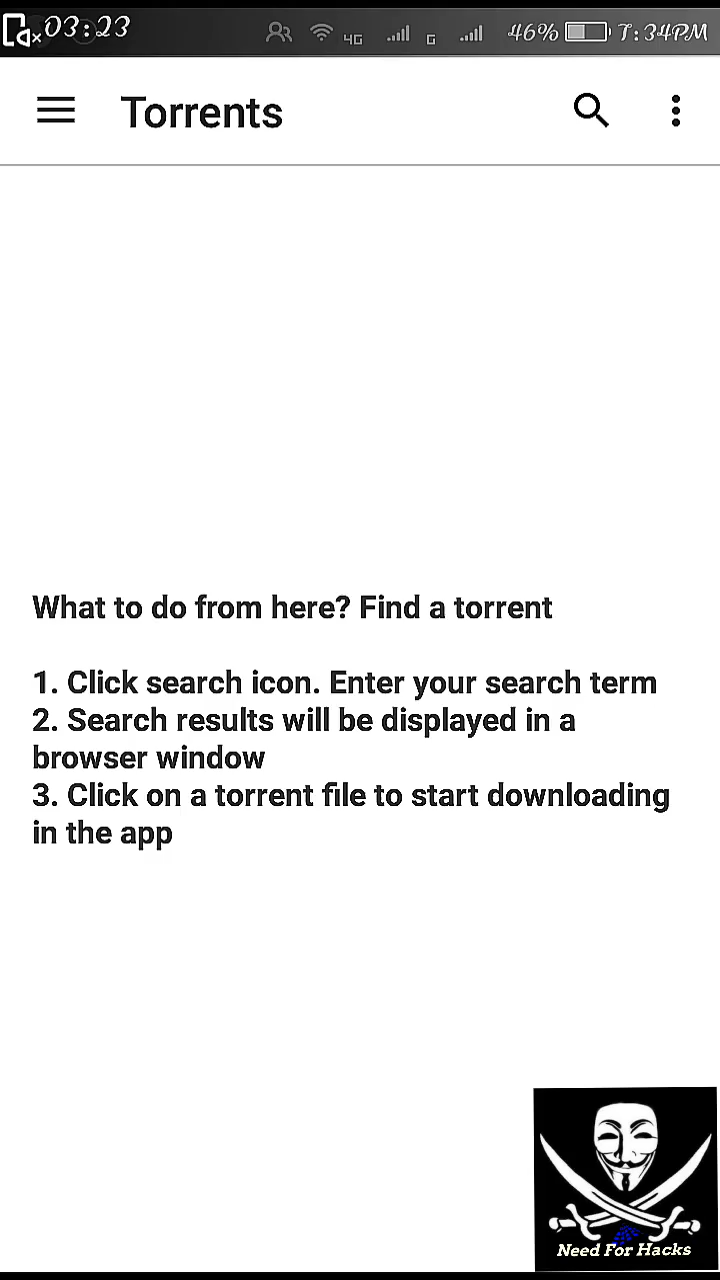 03:23 4G G 46% 7:34PM
Torrents
What to do from here? Find a torrent
1. Click search icon. Enter your search term
2. Search results will be displayed in a
browser window
3. Click on a torrent file to start downloading
in the app
Need For Hacks